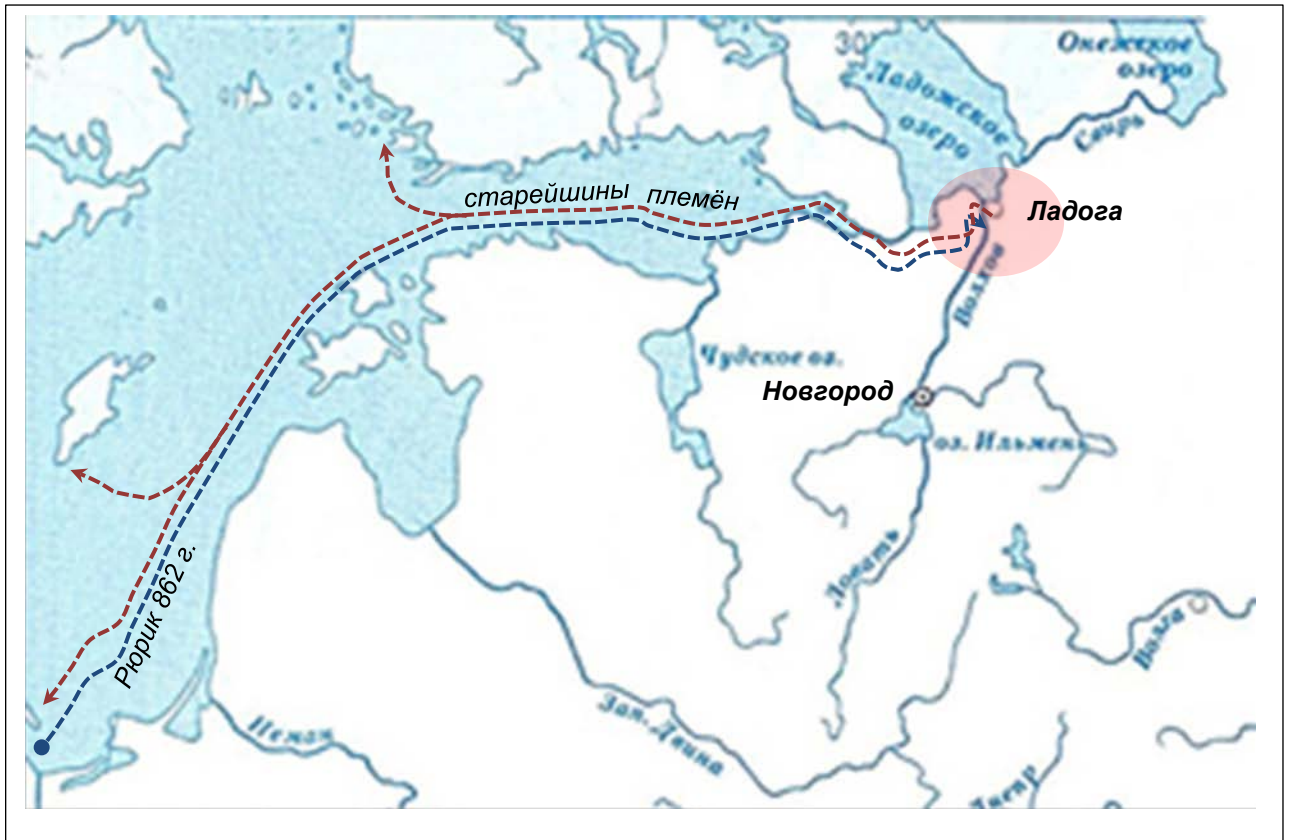 30°
Онежское
озеро
Ладожское
озеро
Свирь
старейшины племён
Ладога
Волхов
Чудское оз.
Новгород
оз. Ильмень
Рюрик 862 г.
Ловать
Волга
Неман
Зап. Двина
Днепр